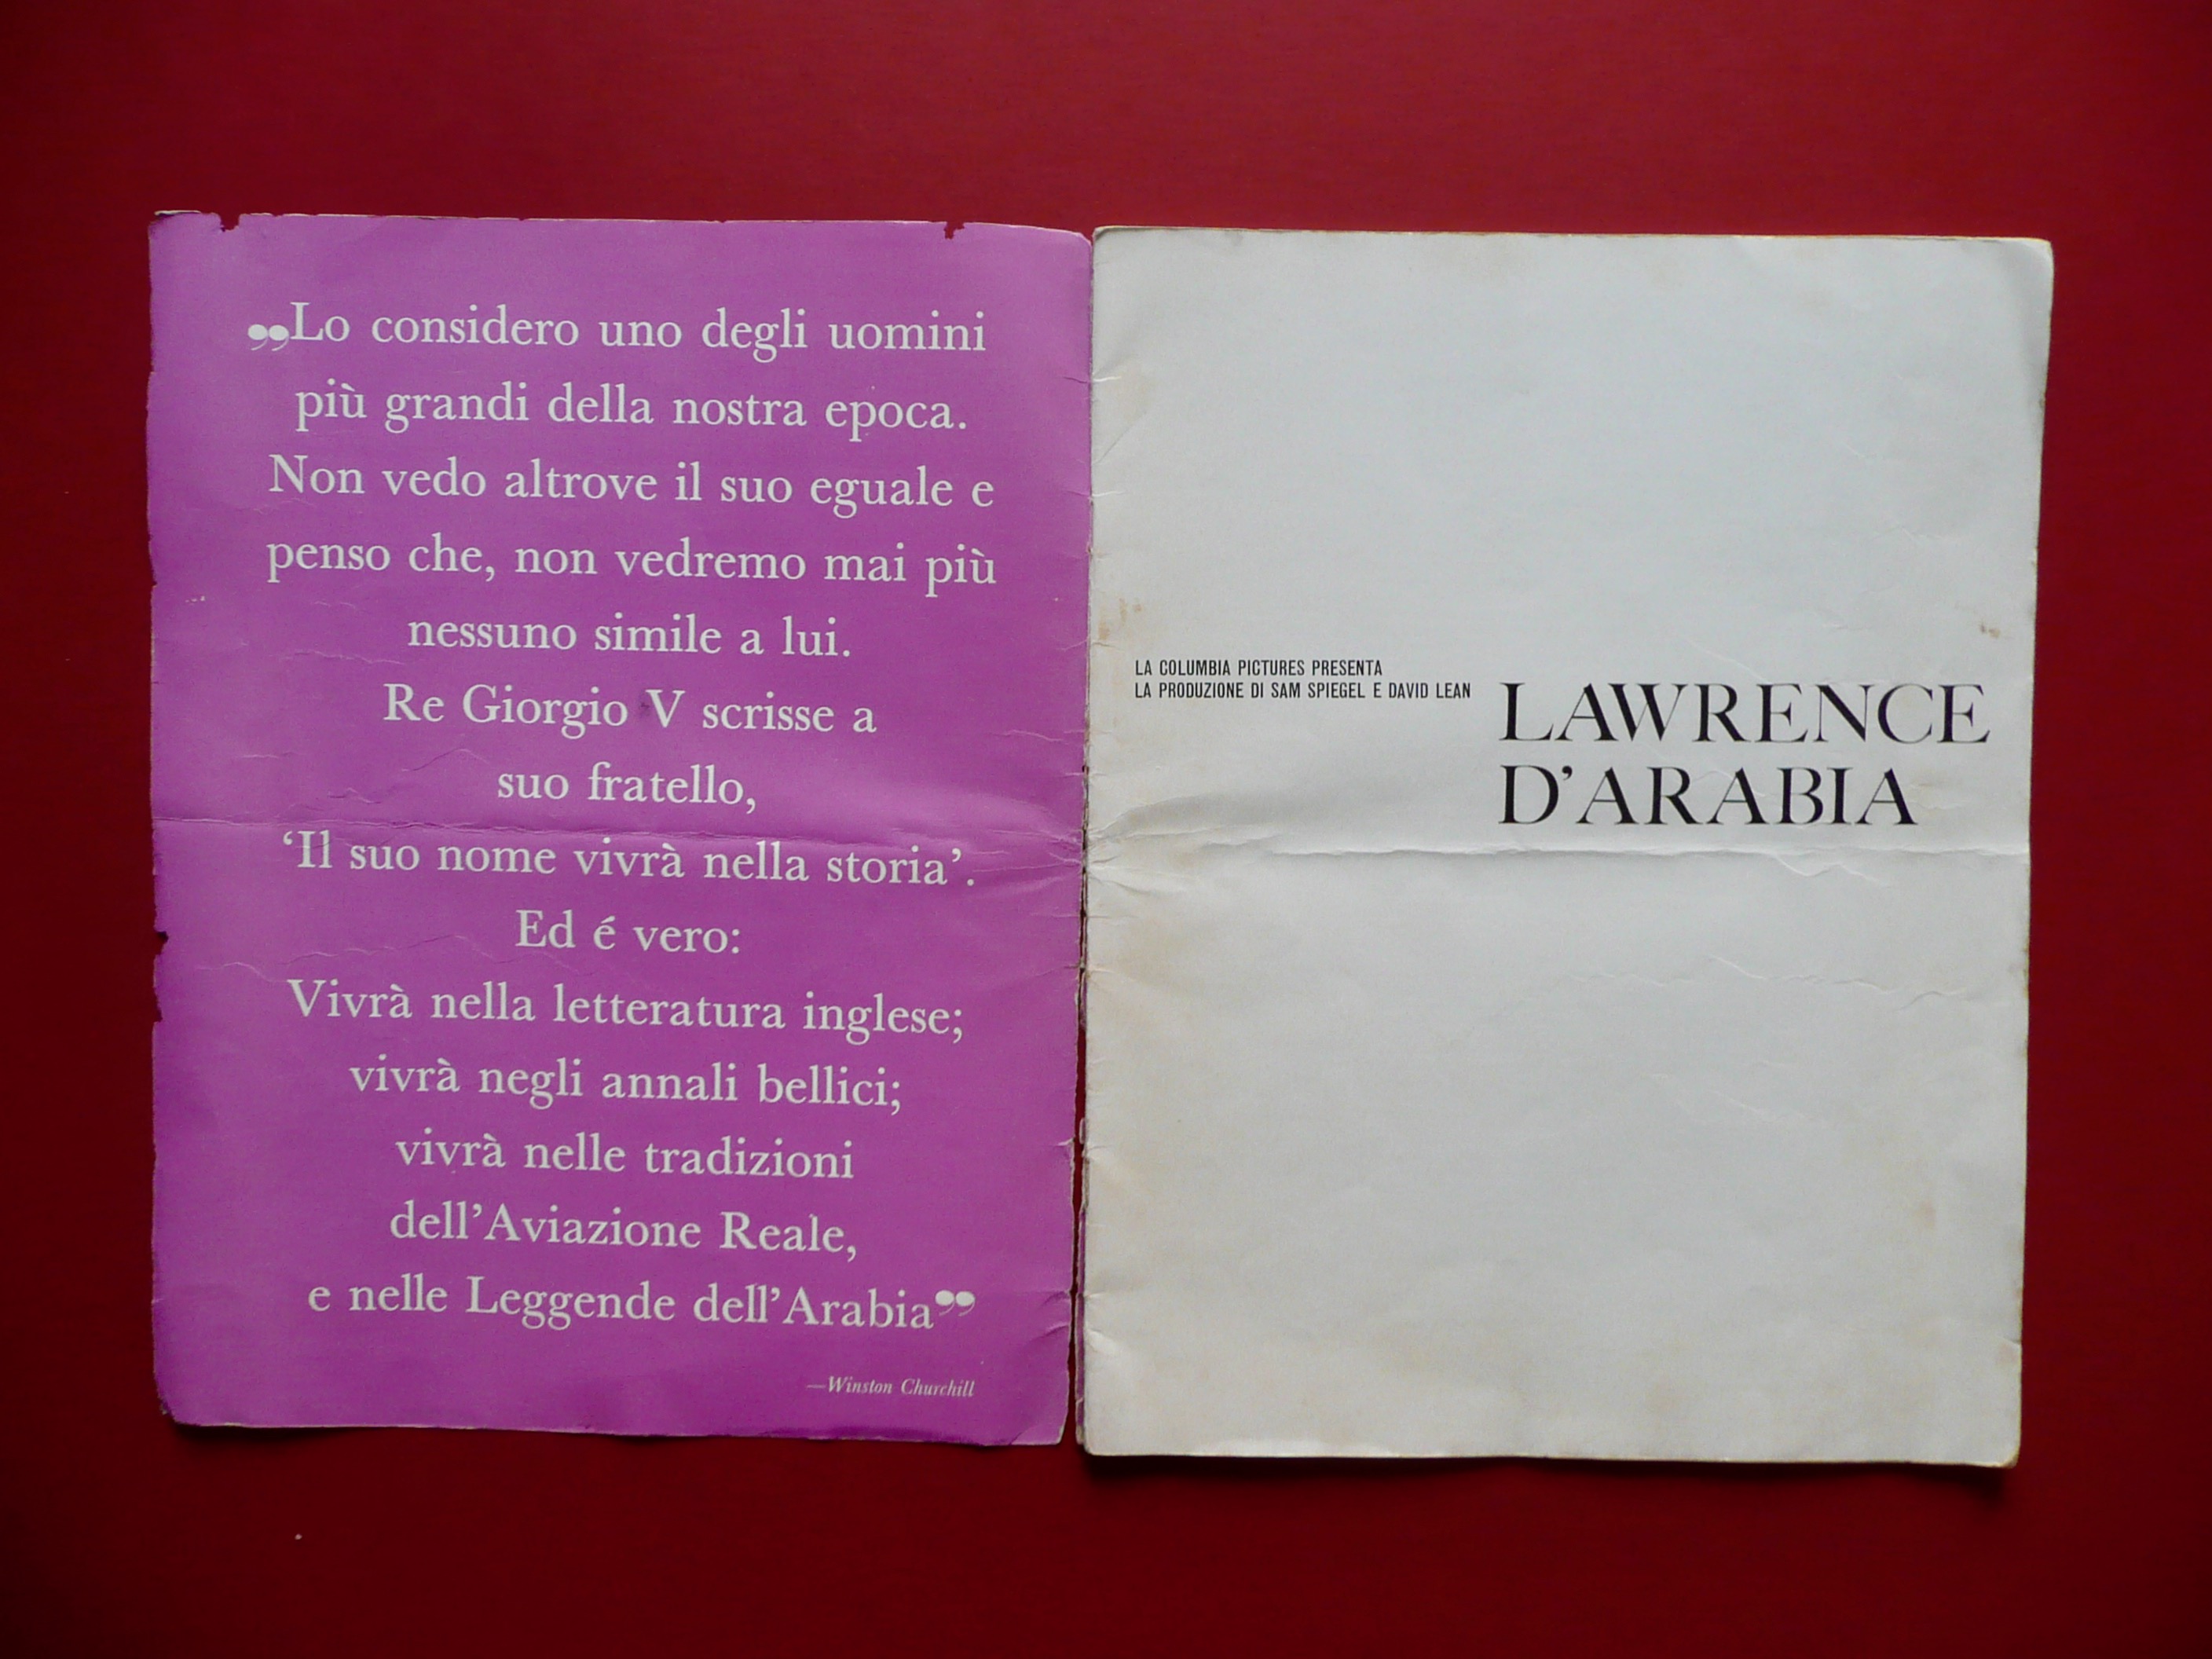 „Lo considero uno degli uomini
più grandi della nostra epoca.
Non vedo altrove il suo eguale e
penso che, non vedremo mai più
nessuno simile a lui.
Re Giorgio V scrisse a
suo fratello,
‘Il suo nome vivrà nella storia’.
Ed é vero:
Vivrà nella letteratura inglese;
vivrà negli annali bellici;
vivrà nelle tradizioni
dell’Aviazione Reale,
e nelle Leggende dell’Arabia”
—Winston Churchill
LA COLUMBIA PICTURES PRESENTA
LA PRODUZIONE DI SAM SPIEGEL E DAVID LEAN
LAWRENCE
D’ARABIA